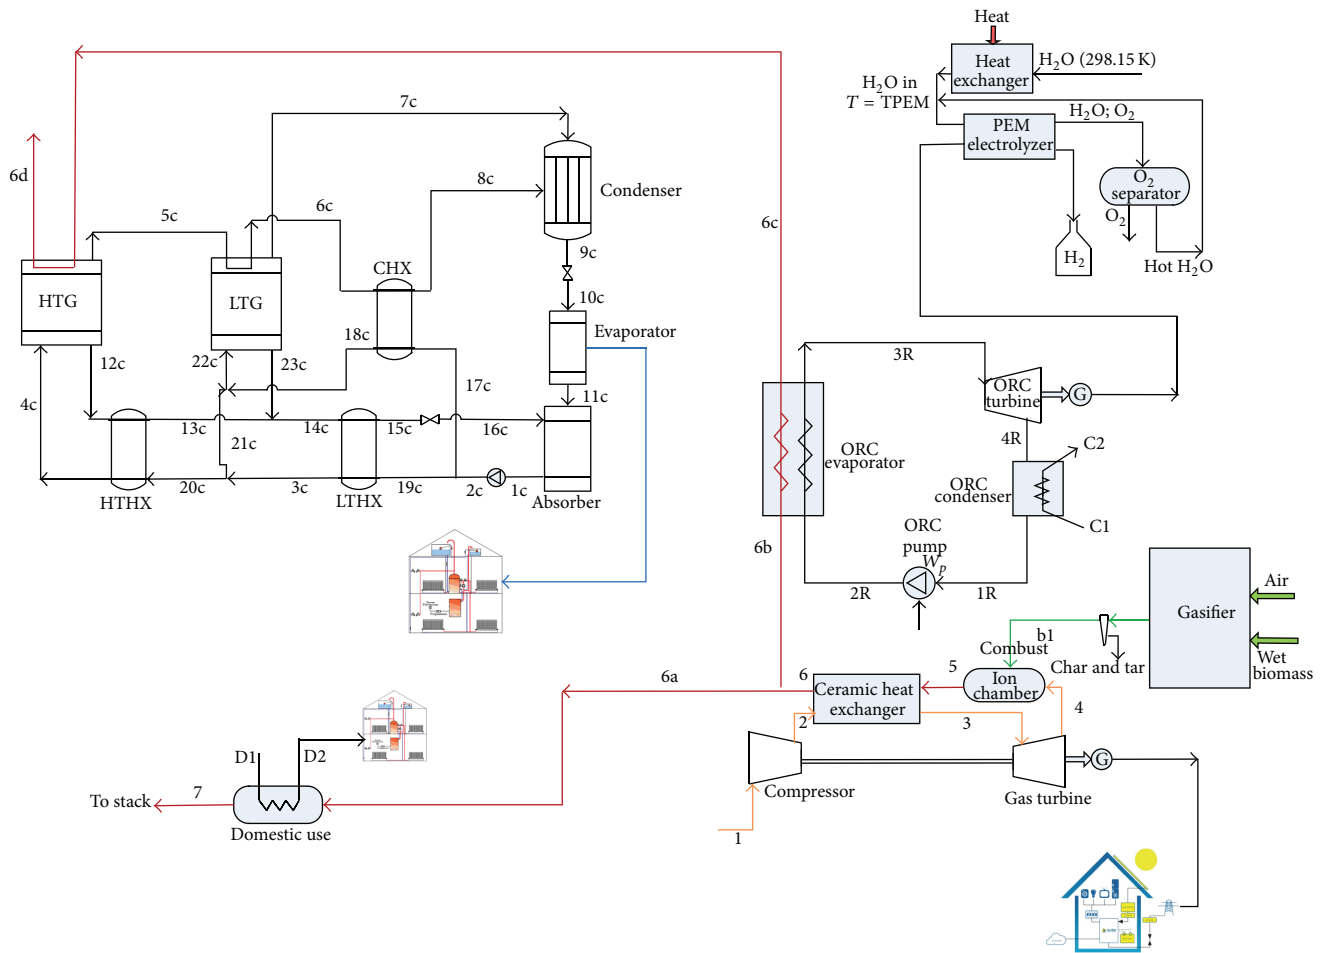 Heat
Heat
exchanger
H₂O (298.15 K)
H₂O in
T = TPEM
H₂O; O₂
PEM
electrolyzer
O₂
separator
O₂
H₂
Hot H₂O
7c
6d
5c
6c
8c
Condenser
6c
9c
CHX
HTG
LTG
10c
Evaporator
18c
22c
23c
12c
17c
11c
4c
13c
14c
15c
16c
21c
20c
3c
19c
2c
1c
HTHX
LTHX
Absorber
3R
ORC
turbine
G
4R
C2
ORC
evaporator
ORC
condenser
C1
ORC
pump
Wₚ
6b
2R
1R
Gasifier
Air
Wet
biomass
b1
Char and tar
Combust
Ion
chamber
6a
6
5
Ceramic heat
exchanger
2
3
4
D1
D2
G
Compressor
Gas turbine
To stack
7
Domestic use
1